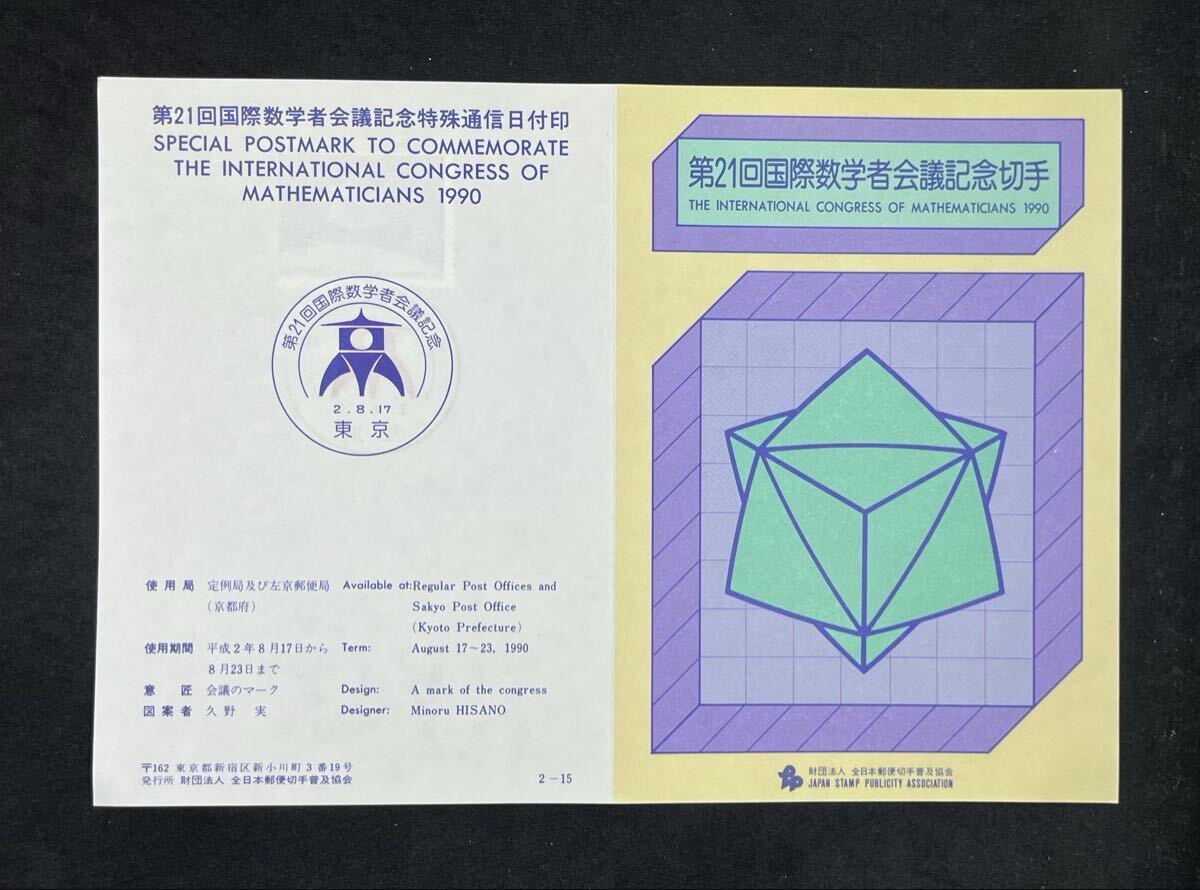 第21回国際数学者会議記念特殊通信日付印
SPECIAL POSTMARK TO COMMEMORATE
THE INTERNATIONAL CONGRESS OF
MATHEMATICIANS 1990
第21回国際数学者会議記念
2.8.17
東京
使用局 定例局及び左京郵便局 Available at:Regular Post Offices and
(京都府) Sakyo Post Office
(Kyoto Prefecture)
使用期間 平成2年8月17日から Term: August 17~23, 1990
8月23日まで
意匠 会議のマーク Design: A mark of the congress
図案者 久野 実 Designer: Minoru HISANO
〒162 東京都新宿区新小川町3番19号
発行所 財団法人 全日本郵便切手普及協会 2-15
第21回国際数学者会議記念切手
THE INTERNATIONAL CONGRESS OF MATHEMATICIANS 1990
財団法人 全日本郵便切手普及協会
JAPAN STAMP PUBLICITY ASSOCIATION